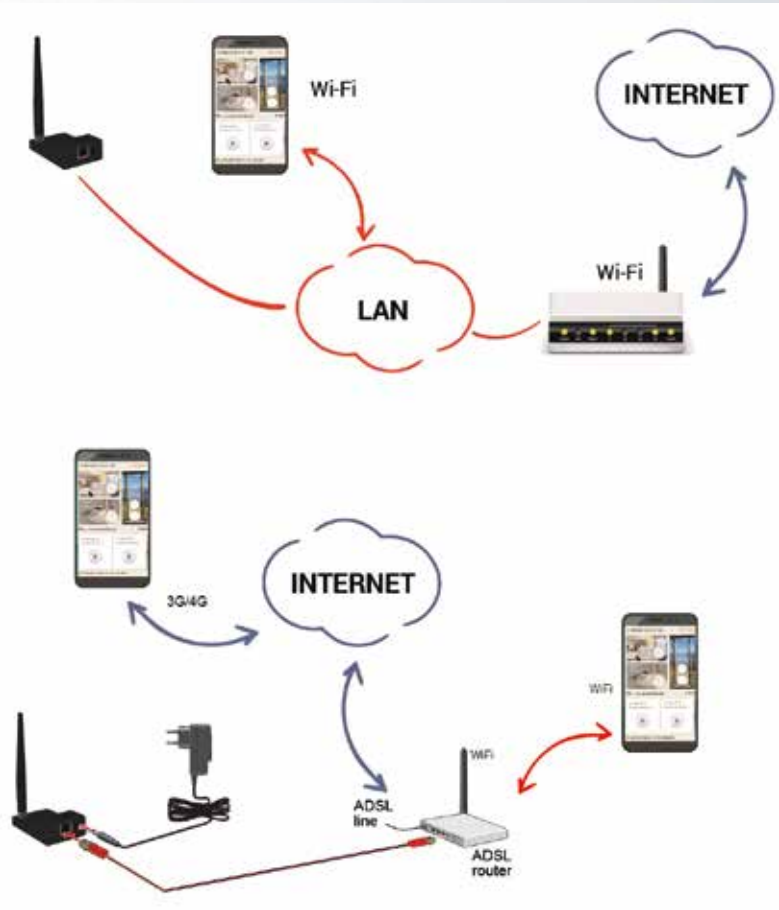 Wi-Fi
INTERNET
Wi-Fi
LAN
INTERNET
3G/4G
WiFi
WiFi
ADSL
line
ADSL
router